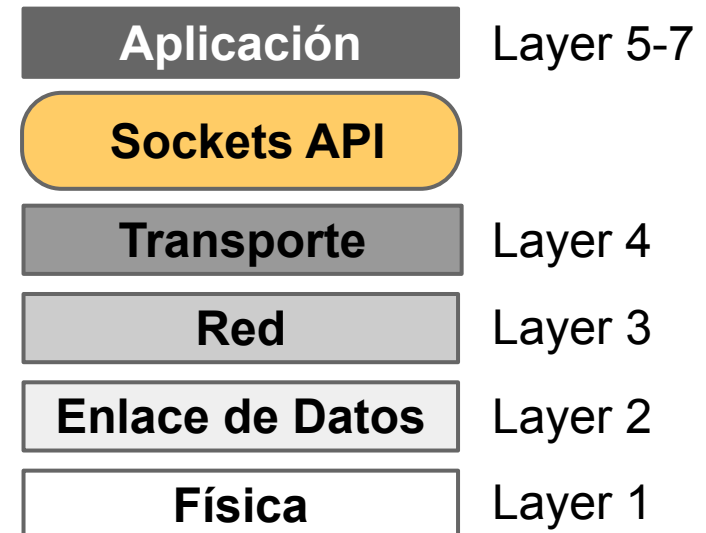 Aplicación Layer 5-7
Sockets API
Transporte Layer 4
Red Layer 3
Enlace de Datos Layer 2
Física Layer 1